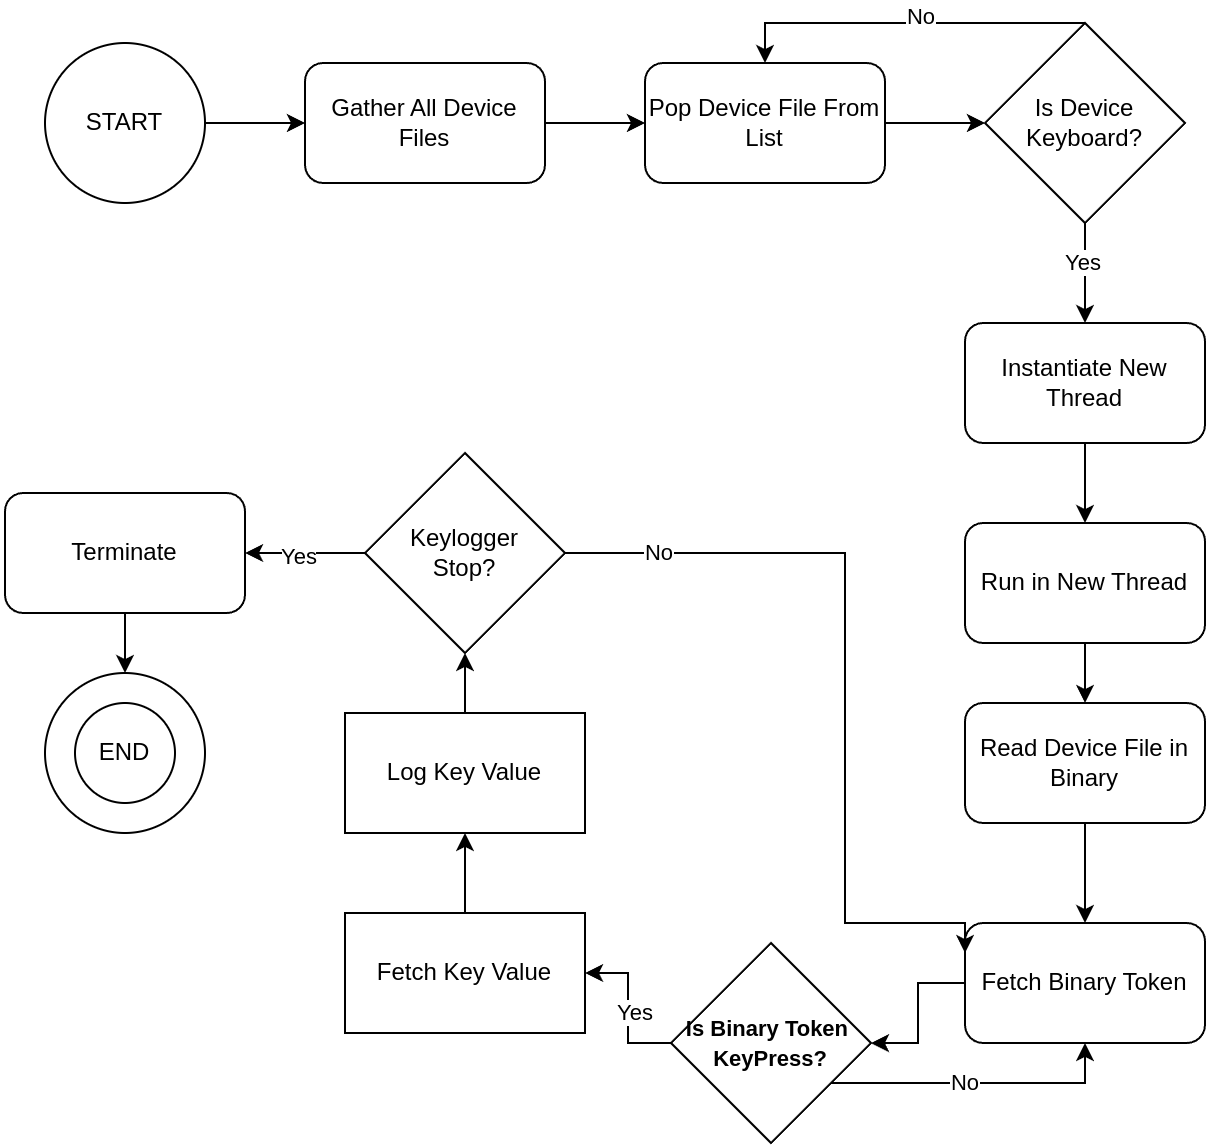 START
Gather All Device
Files
Pop Device File From
List
No
Is Device
Keyboard?
Yes
Instantiate New
Thread
Run in New Thread
Read Device File in
Binary
Fetch Binary Token
Is Binary Token
KeyPress?
No
Yes
Fetch Key Value
Log Key Value
Keylogger
Stop?
No
Yes
Terminate
END